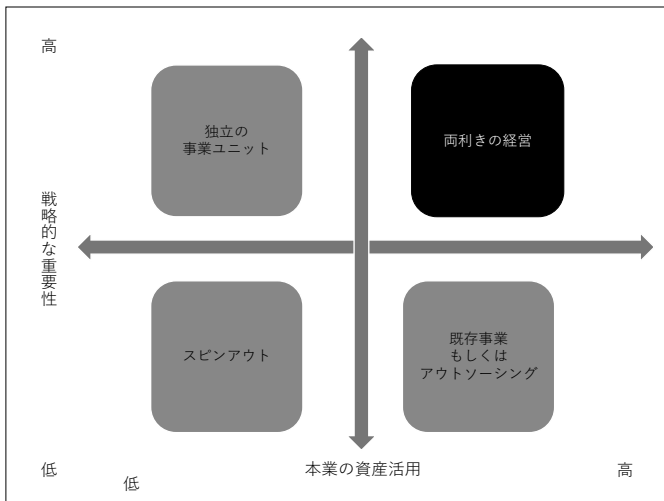 高
独立の
事業ユニット
両利きの経営
戦略的な重要性
スピンアウト
既存事業
もしくは
アウトソーシング
低
低
本業の資産活用
高